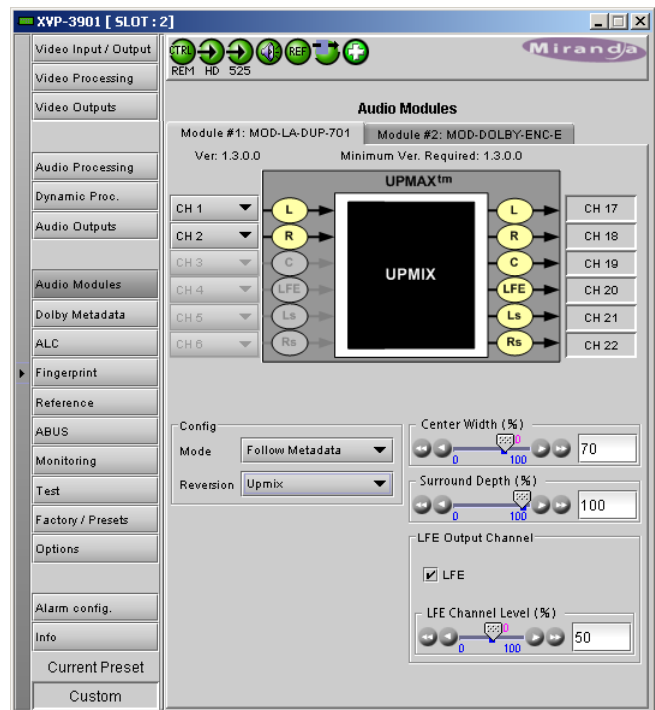 XVP-3901 [ SLOT : 2]
Video Input / Output
Video Processing
Video Outputs
Audio Processing
Dynamic Proc.
Audio Outputs
Audio Modules
Dolby Metadata
ALC
Fingerprint
Reference
ABUS
Monitoring
Test
Factory / Presets
Options
Alarm config.
Info
Current Preset
Custom
CTRL
REF
REM HD 525
Miranda
Audio Modules
Module #1: MOD-LA-DUP-701
Module #2: MOD-DOLBY-ENC-E
Ver: 1.3.0.0
Minimum Ver. Required: 1.3.0.0
UPMAXtm
CH 1 L L CH 17
CH 2 R R CH 18
CH 3 C C CH 19
CH 4 LFE LFE CH 20
CH 5 Ls Ls CH 21
CH 6 Rs Rs CH 22
UPMIX
Config
Mode Follow Metadata
Reversion Upmix
Center Width (%)
0 100 70
Surround Depth (%)
0 100 100
LFE Output Channel
LFE
LFE Channel Level (%)
0 100 50